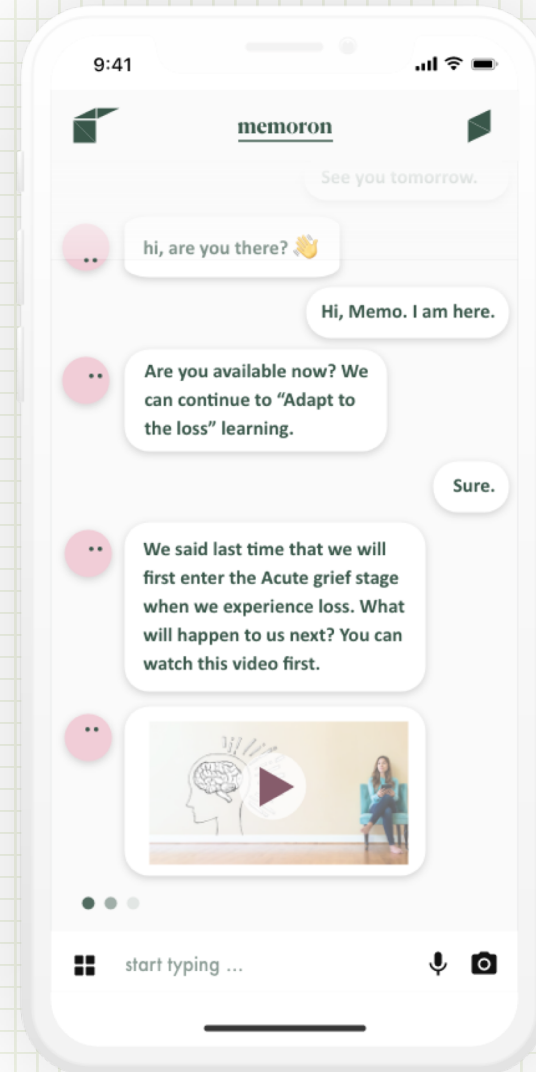 9:41
memoron
See you tomorrow.
hi, are you there? 👋
Hi, Memo. I am here.
Are you available now? We
can continue to “Adapt to
the loss” learning.
Sure.
We said last time that we will
first enter the Acute grief stage
when we experience loss. What
will happen to us next? You can
watch this video first.
start typing ...